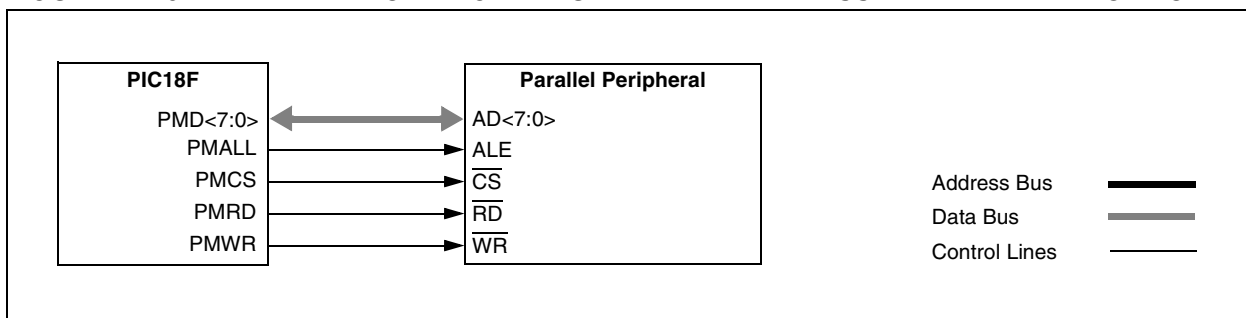 PIC18F
Parallel Peripheral
PMD<7:0>
AD<7:0>
PMALL
ALE
PMCS
CS
PMRD
RD
PMWR
WR
Address Bus
Data Bus
Control Lines